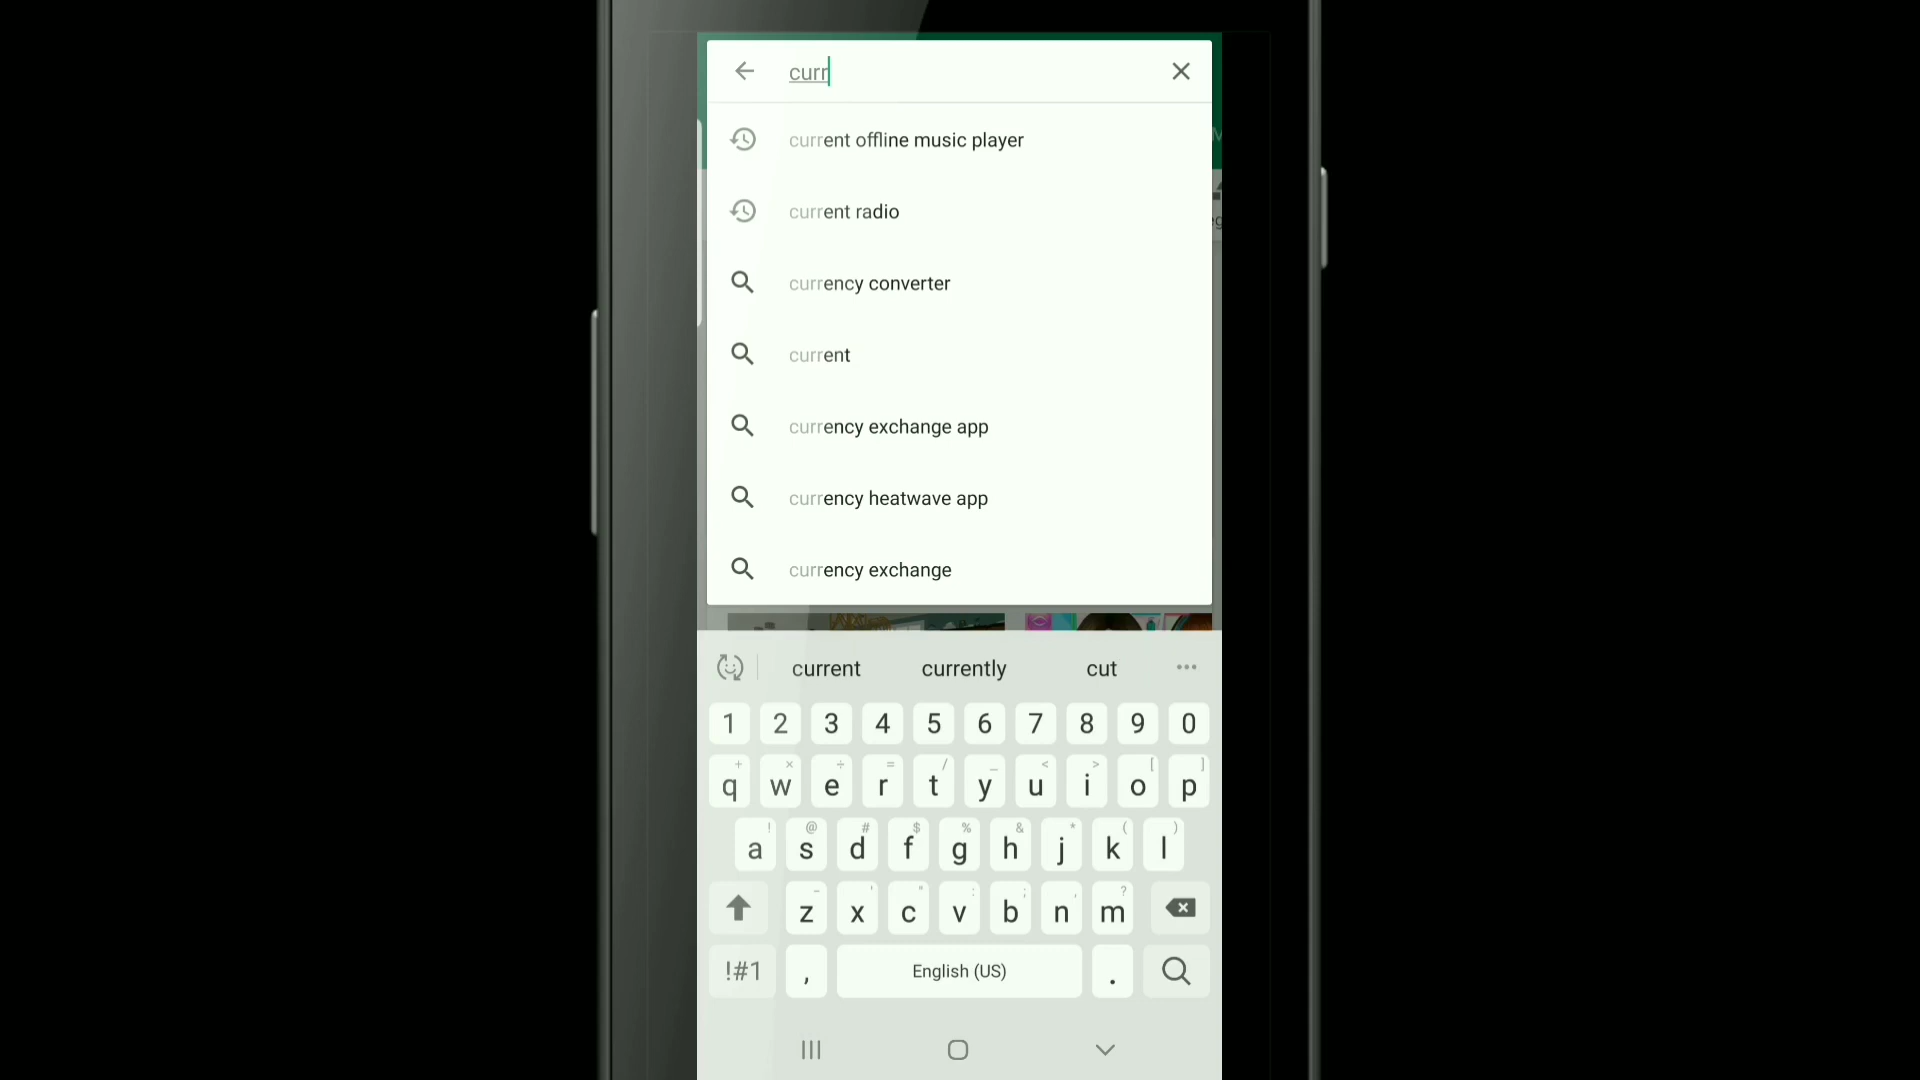 curr
current offline music player
current radio
currency converter
current
currency exchange app
currency heatwave app
currency exchange
current currently cut
1 2 3 4 5 6 7 8 9 0
+ × ÷ = / _ < > [ ]
q w e r t y u i o p
! @ # $ % & * ( )
a s d f g h j k l
- ' " : ; , ?
z x c v b n m
!#1 , English (US) .